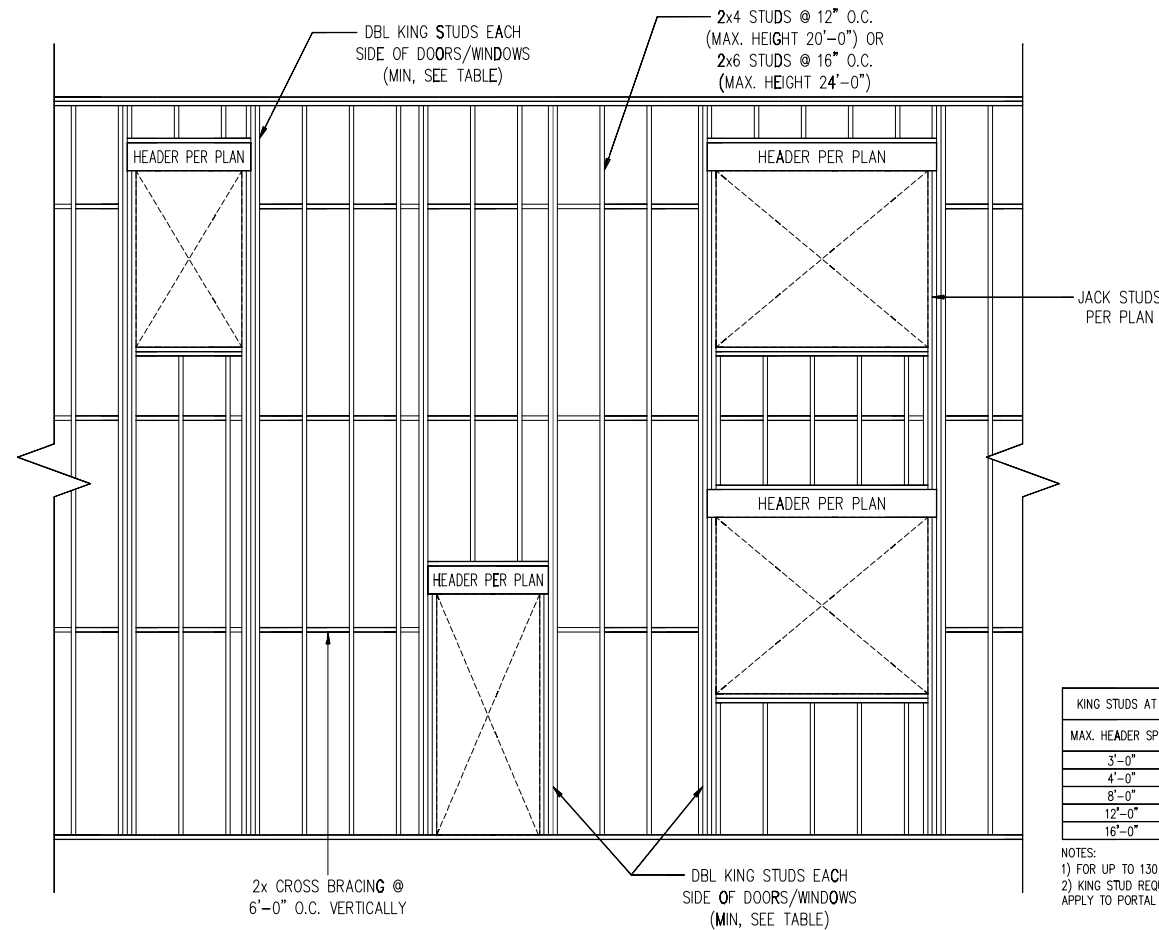 DBL KING STUDS EACH
SIDE OF DOORS/WINDOWS
(MIN, SEE TABLE)
2x4 STUDS @ 12" O.C.
(MAX. HEIGHT 20'-0") OR
2x6 STUDS @ 16" O.C.
(MAX. HEIGHT 24'-0")
HEADER PER PLAN
HEADER PER PLAN
JACK STUDS
PER PLAN
HEADER PER PLAN
HEADER PER PLAN
2x CROSS BRACING @
6'-0" O.C. VERTICALLY
DBL KING STUDS EACH
SIDE OF DOORS/WINDOWS
(MIN, SEE TABLE)
KING STUDS AT
MAX. HEADER SP
3'-0"
4'-0"
8'-0"
12'-0"
16'-0"
NOTES:
1) FOR UP TO 130
2) KING STUD REQU
APPLY TO PORTAL